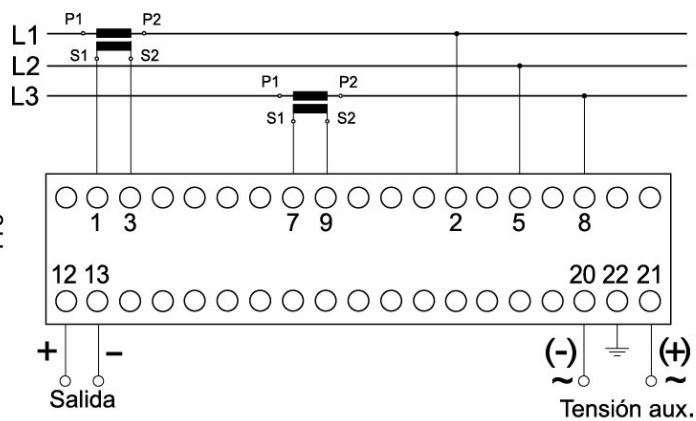 P1 P2
L1
S1 S2
L2
P1 P2
L3
S1 S2
1 3 7 9 2 5 8
12 13 20 22 21
+ - (-) (+)
~ ~
Salida
Tensión aux.